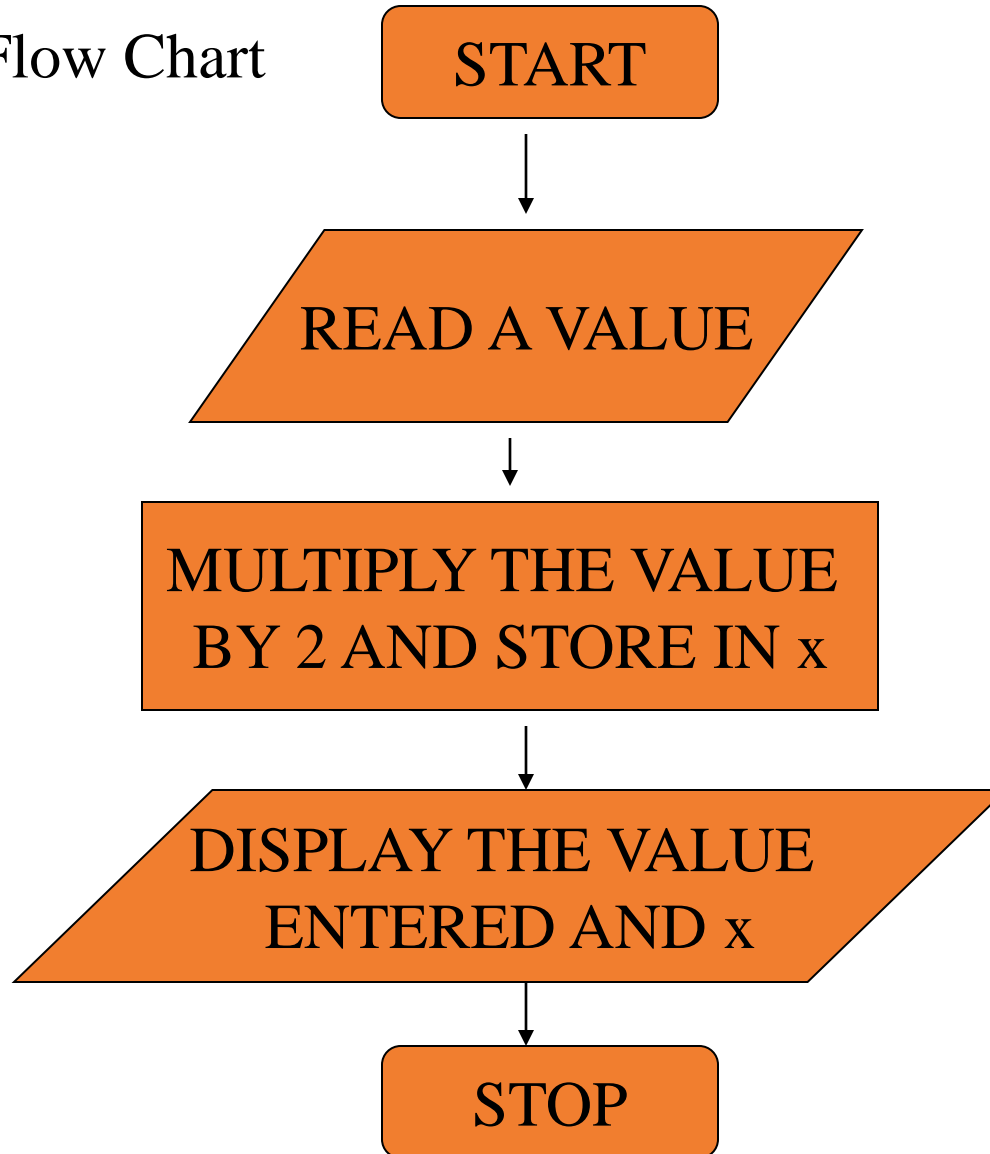 Flow Chart
START
READ A VALUE
MULTIPLY THE VALUE
BY 2 AND STORE IN x
DISPLAY THE VALUE
ENTERED AND x
STOP